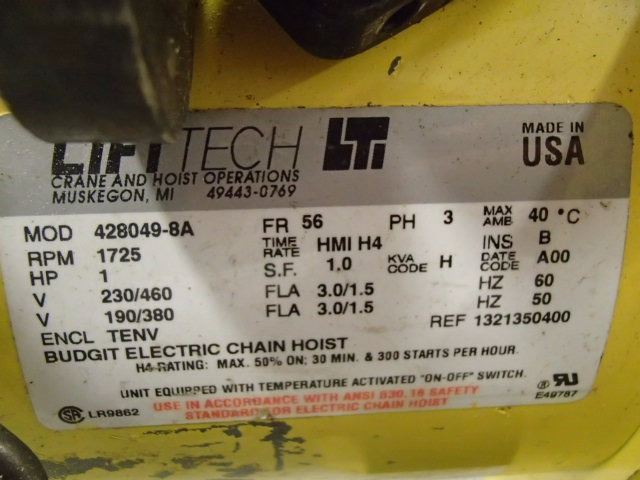 LIFT TECH LTI
MADE IN
USA
CRANE AND HOIST OPERATIONS
MUSKEGON, MI 49443-0769
MOD 428049-8A FR 56 PH 3 MAX AMB 40 °C
RPM 1725 TIME RATE HMI H4 INS B
HP 1 S.F. 1.0 KVA CODE H DATE CODE A00
V 230/460 FLA 3.0/1.5 HZ 60
V 190/380 FLA 3.0/1.5 HZ 50
ENCL TENV REF 1321350400
BUDGIT ELECTRIC CHAIN HOIST
H4 RATING: MAX. 50% ON: 30 MIN. & 300 STARTS PER HOUR.
UNIT EQUIPPED WITH TEMPERATURE ACTIVATED "ON-OFF" SWITCH.
USE IN ACCORDANCE WITH ANSI B30.16 SAFETY
STANDARDS FOR ELECTRIC CHAIN HOIST
SA LR9862
E49787